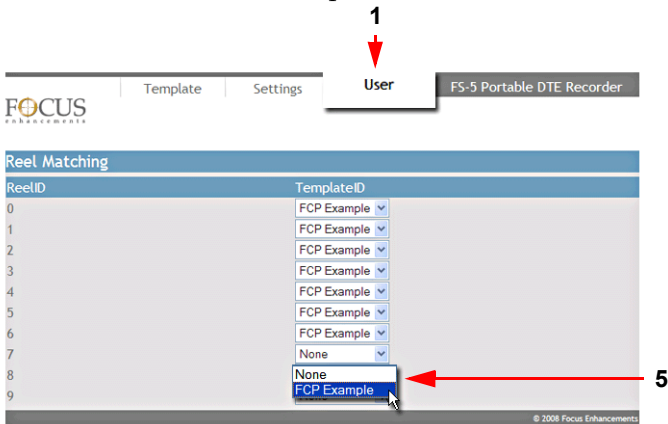 1
Template Settings User FS-5 Portable DTE Recorder
FOCUS
enhancements
Reel Matching
ReelID TemplateID
0 FCP Example
1 FCP Example
2 FCP Example
3 FCP Example
4 FCP Example
5 FCP Example
6 FCP Example
7 None
8 None 5
9 FCP Example
© 2008 Focus Enhancements